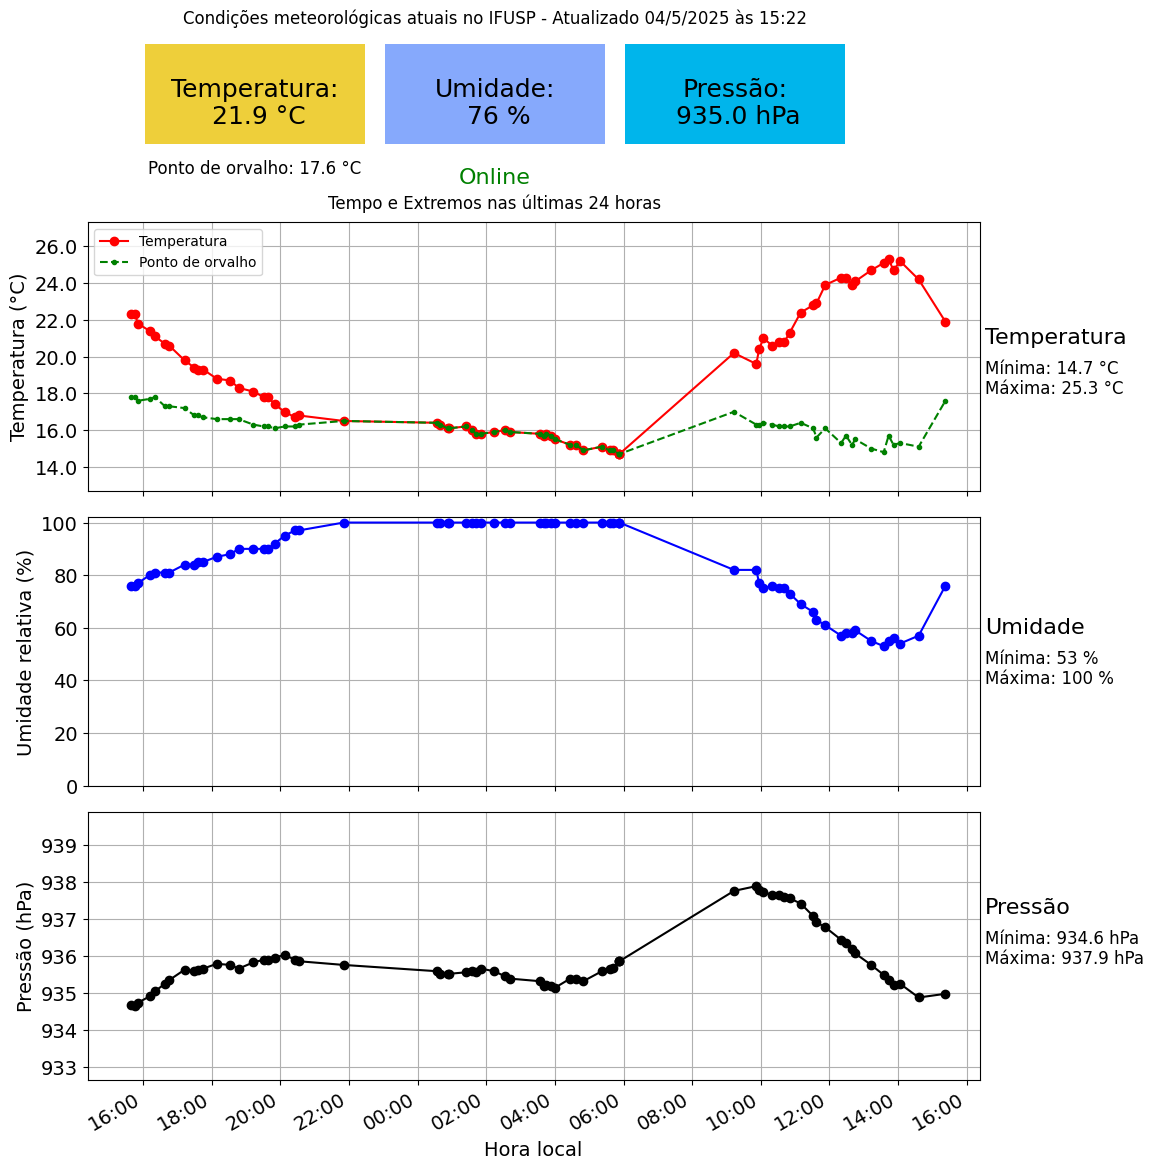 Condições meteorológicas atuais no IFUSP - Atualizado 04/5/2025 às 15:22
Temperatura:
21.9 °C
Umidade:
76 %
Pressão:
935.0 hPa
Ponto de orvalho: 17.6 °C
Online
Tempo e Extremos nas últimas 24 horas
Temperatura (°C)
26.0
24.0
22.0
20.0
18.0
16.0
14.0
Temperatura
Ponto de orvalho
Temperatura
Mínima: 14.7 °C
Máxima: 25.3 °C
Umidade relativa (%)
100
80
60
40
20
0
Umidade
Mínima: 53 %
Máxima: 100 %
Pressão (hPa)
939
938
937
936
935
934
933
Pressão
Mínima: 934.6 hPa
Máxima: 937.9 hPa
16:00 18:00 20:00 22:00 00:00 02:00 04:00 06:00 08:00 10:00 12:00 14:00 16:00
Hora local